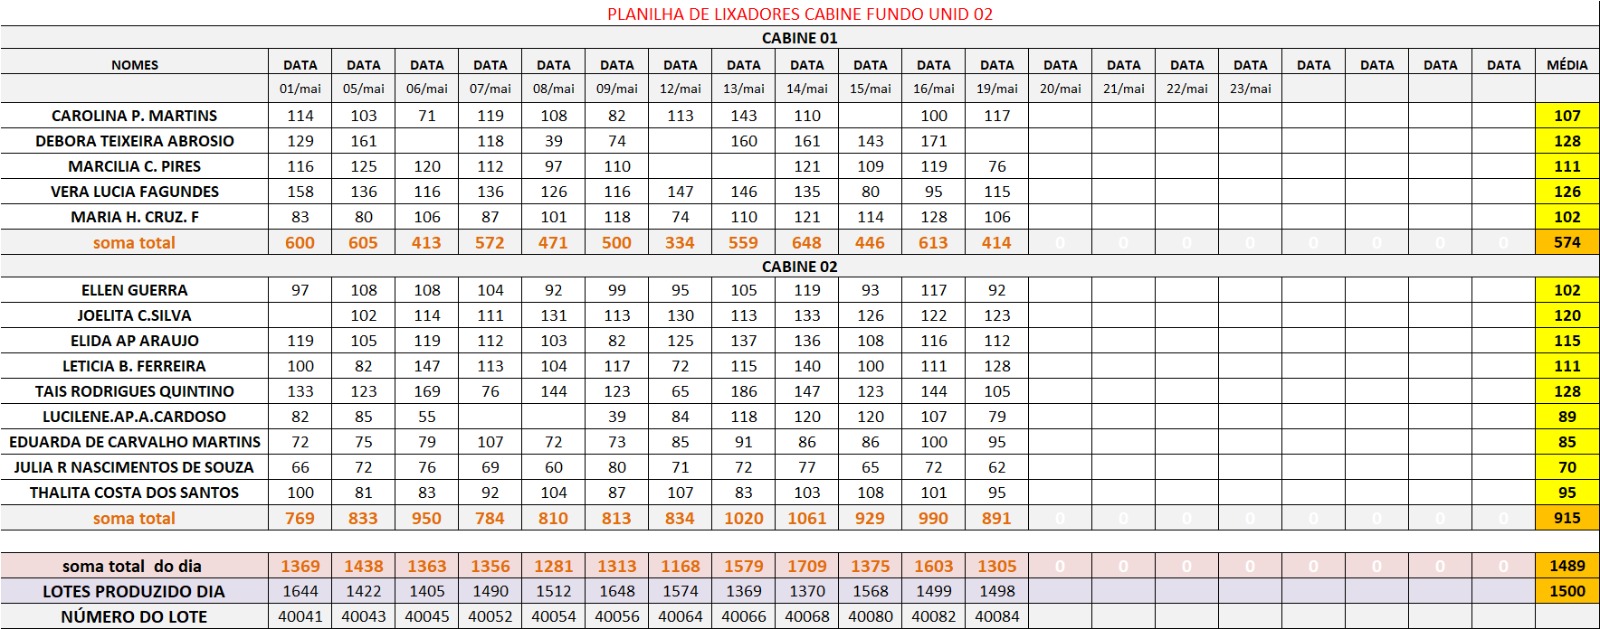 PLANILHA DE LIXADORES CABINE FUNDO UNID 02
CABINE 01
NOMES DATA DATA DATA DATA DATA DATA DATA DATA DATA DATA DATA DATA DATA DATA DATA DATA DATA DATA DATA DATA MÉDIA
01/mai 05/mai 06/mai 07/mai 08/mai 09/mai 12/mai 13/mai 14/mai 15/mai 16/mai 19/mai 20/mai 21/mai 22/mai 23/mai
CAROLINA P. MARTINS 114 103 71 119 108 82 113 143 110 100 117 107
DEBORA TEIXEIRA ABROSIO 129 161 118 39 74 160 161 143 171 128
MARCILIA C. PIRES 116 125 120 112 97 110 121 109 119 76 111
VERA LUCIA FAGUNDES 158 136 116 136 126 116 147 146 135 80 95 115 126
MARIA H. CRUZ. F 83 80 106 87 101 118 74 110 121 114 128 106 102
soma total 600 605 413 572 471 500 334 559 648 446 613 414 0 0 0 0 0 0 0 0 574
CABINE 02
ELLEN GUERRA 97 108 108 104 92 99 95 105 119 93 117 92 102
JOELITA C.SILVA 102 114 111 131 113 130 113 133 126 122 123 120
ELIDA AP ARAUJO 119 105 119 112 103 82 125 137 136 108 116 112 115
LETICIA B. FERREIRA 100 82 147 113 104 117 72 115 140 100 111 128 111
TAIS RODRIGUES QUINTINO 133 123 169 76 144 123 65 186 147 123 144 105 128
LUCILENE.AP.A.CARDOSO 82 85 55 39 84 118 120 120 107 79 89
EDUARDA DE CARVALHO MARTINS 72 75 79 107 72 73 85 91 86 86 100 95 85
JULIA R NASCIMENTOS DE SOUZA 66 72 76 69 60 80 71 72 77 65 72 62 70
THALITA COSTA DOS SANTOS 100 81 83 92 104 87 107 83 103 108 101 95 95
soma total 769 833 950 784 810 813 834 1020 1061 929 990 891 0 0 0 0 0 0 0 0 915
soma total do dia 1369 1438 1363 1356 1281 1313 1168 1579 1709 1375 1603 1305 0 0 0 0 0 0 0 0 1489
LOTES PRODUZIDO DIA 1644 1422 1405 1490 1512 1648 1574 1369 1370 1568 1499 1498 1500
NÚMERO DO LOTE 40041 40043 40045 40052 40054 40056 40064 40066 40068 40080 40082 40084